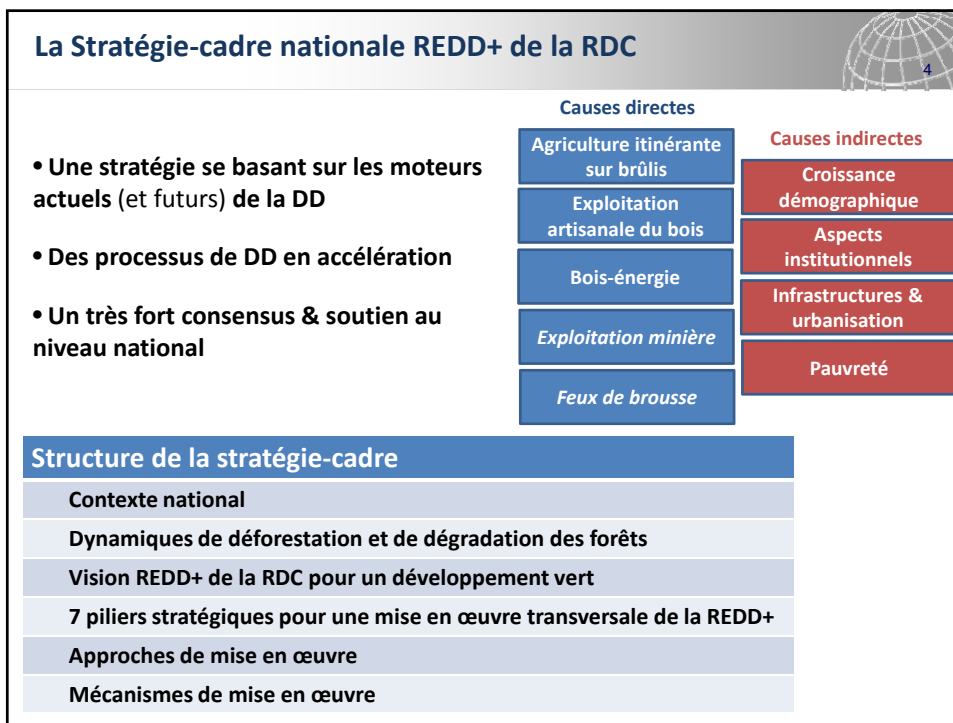 La Stratégie-cadre nationale REDD+ de la RDC
4
• Une stratégie se basant sur les moteurs
actuels (et futurs) de la DD
• Des processus de DD en accélération
• Un très fort consensus & soutien au
niveau national
Causes directes
Agriculture itinérante
sur brûlis
Exploitation
artisanale du bois
Bois-énergie
Exploitation minière
Feux de brousse
Causes indirectes
Croissance
démographique
Aspects
institutionnels
Infrastructures &
urbanisation
Pauvreté
Structure de la stratégie-cadre
Contexte national
Dynamiques de déforestation et de dégradation des forêts
Vision REDD+ de la RDC pour un développement vert
7 piliers stratégiques pour une mise en œuvre transversale de la REDD+
Approches de mise en œuvre
Mécanismes de mise en œuvre